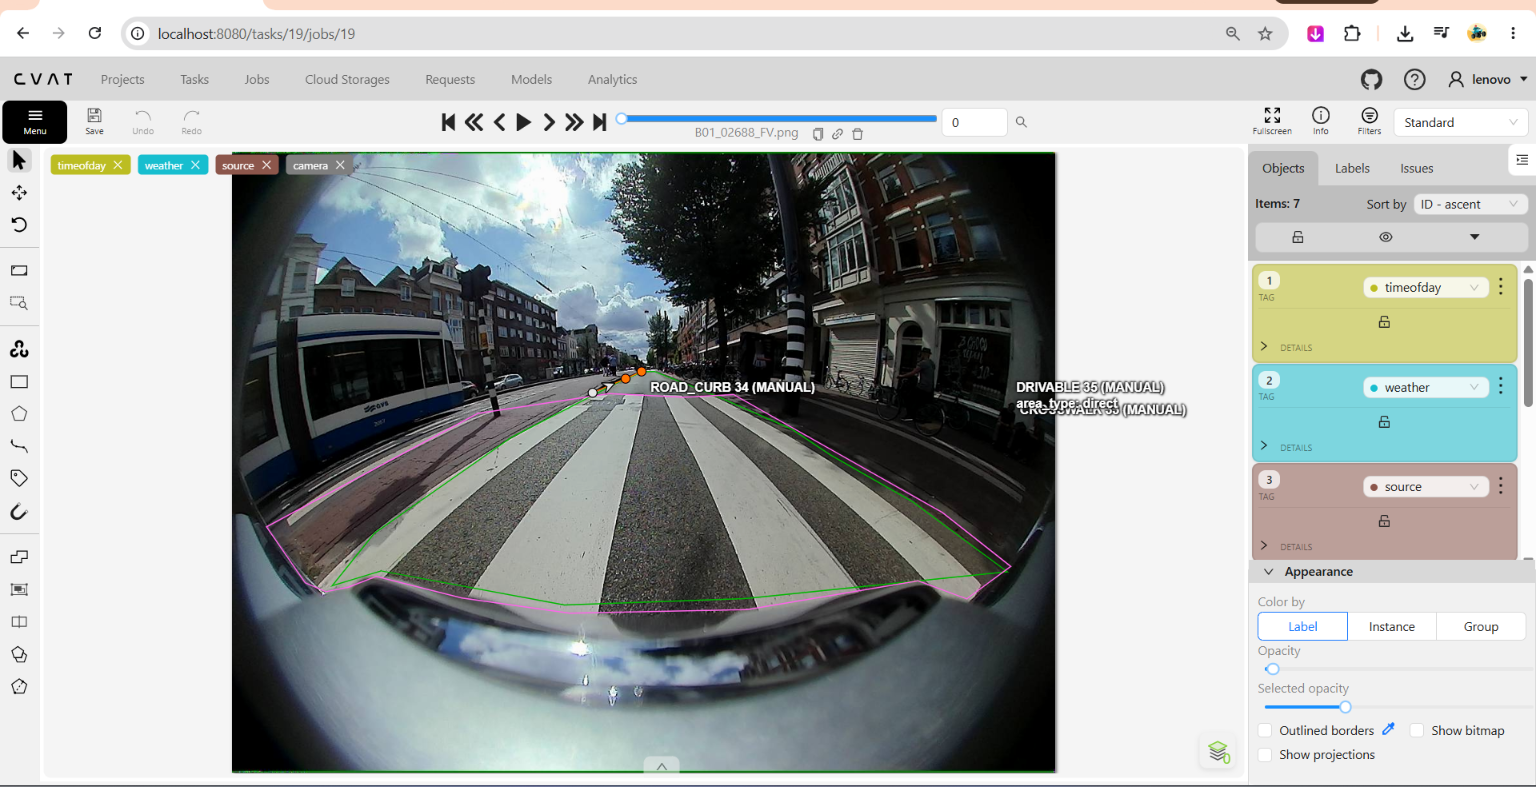 localhost:8080/tasks/19/jobs/19
CVAT Projects Tasks Jobs Cloud Storages Requests Models Analytics lenovo
Menu Save Undo Redo
B01_02688_FV.png
0
Fullscreen Info Filters Standard
timeofday weather source camera
ROAD_CURB 34 (MANUAL)
DRIVABLE 35 (MANUAL)
area_type: direct
Objects Labels Issues
Items: 7 Sort by ID - ascent
1 timeofday
TAG
DETAILS
2 weather
TAG
DETAILS
3 source
TAG
DETAILS
Appearance
Color by
Label Instance Group
Opacity
Selected opacity
Outlined borders Show bitmap
Show projections
0